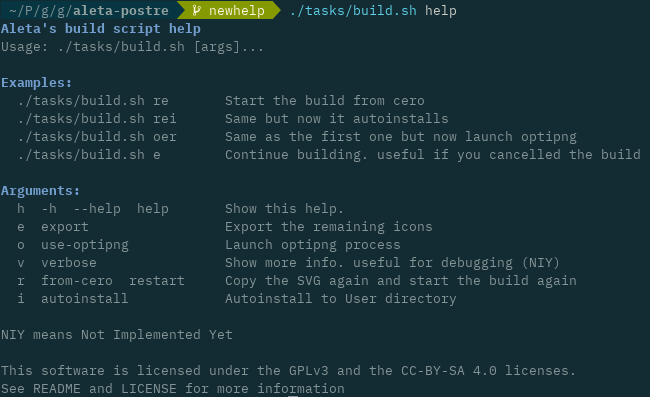 ~/P/g/g/aleta-postre newhelp ./tasks/build.sh help
Aleta's build script help
Usage: ./tasks/build.sh [args]...
Examples:
./tasks/build.sh re Start the build from cero
./tasks/build.sh rei Same but now it autoinstalls
./tasks/build.sh oer Same as the first one but now launch optipng
./tasks/build.sh e Continue building. useful if you cancelled the build
Arguments:
h -h --help help Show this help.
e export Export the remaining icons
o use-optipng Launch optipng process
v verbose Show more info. useful for debugging (NIY)
r from-cero restart Copy the SVG again and start the build again
i autoinstall Autoinstall to User directory
NIY means Not Implemented Yet
This software is licensed under the GPLv3 and the CC-BY-SA 4.0 licenses.
See README and LICENSE for more information